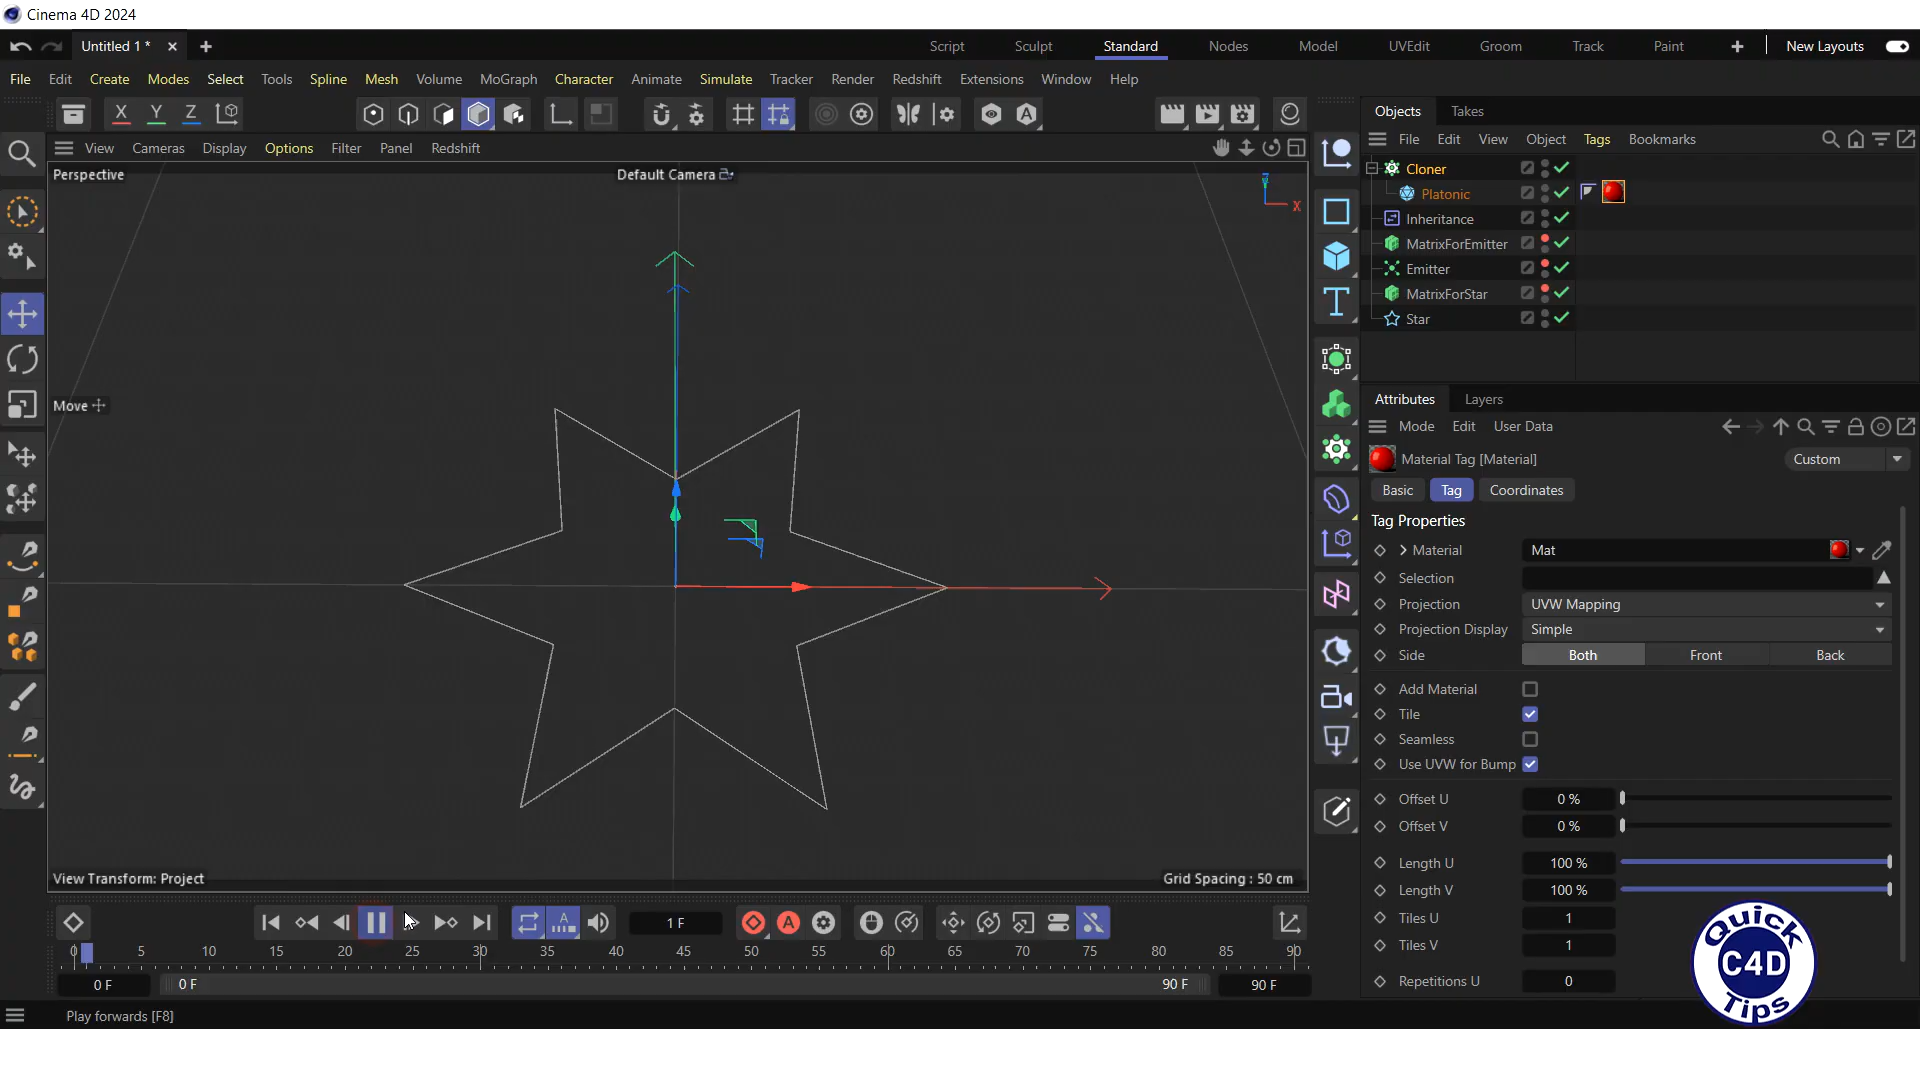 Cinema 4D 2024
Untitled 1 *
Script Sculpt Standard Nodes Model UVEdit Groom Track Paint New Layouts
File Edit Create Modes Select Tools Spline Mesh Volume MoGraph Character Animate Simulate Tracker Render Redshift Extensions Window Help
X Y Z
View Cameras Display Options Filter Panel Redshift
Perspective
Default Camera
Y
X
Move
View Transform: Project
Grid Spacing : 50 cm
Objects Takes
File Edit View Object Tags Bookmarks
Cloner
Platonic
Inheritance
MatrixForEmitter
Emitter
MatrixForStar
Star
Attributes Layers
Mode Edit User Data
Material Tag [Material]
Custom
Basic Tag Coordinates
Tag Properties
Material Mat
Selection
Projection UVW Mapping
Projection Display Simple
Side Both Front Back
Add Material
Tile
Seamless
Use UVW for Bump
Offset U 0 %
Offset V 0 %
Length U 100 %
Length V 100 %
Tiles U 1
Tiles V 1
Repetitions U 0
1 F
0 5 10 15 20 25 30 35 40 45 50 55 60 65 70 75 80 85 90
0 F 0 F 90 F 90 F
Play forwards [F8]
Quick
C4D
Tips